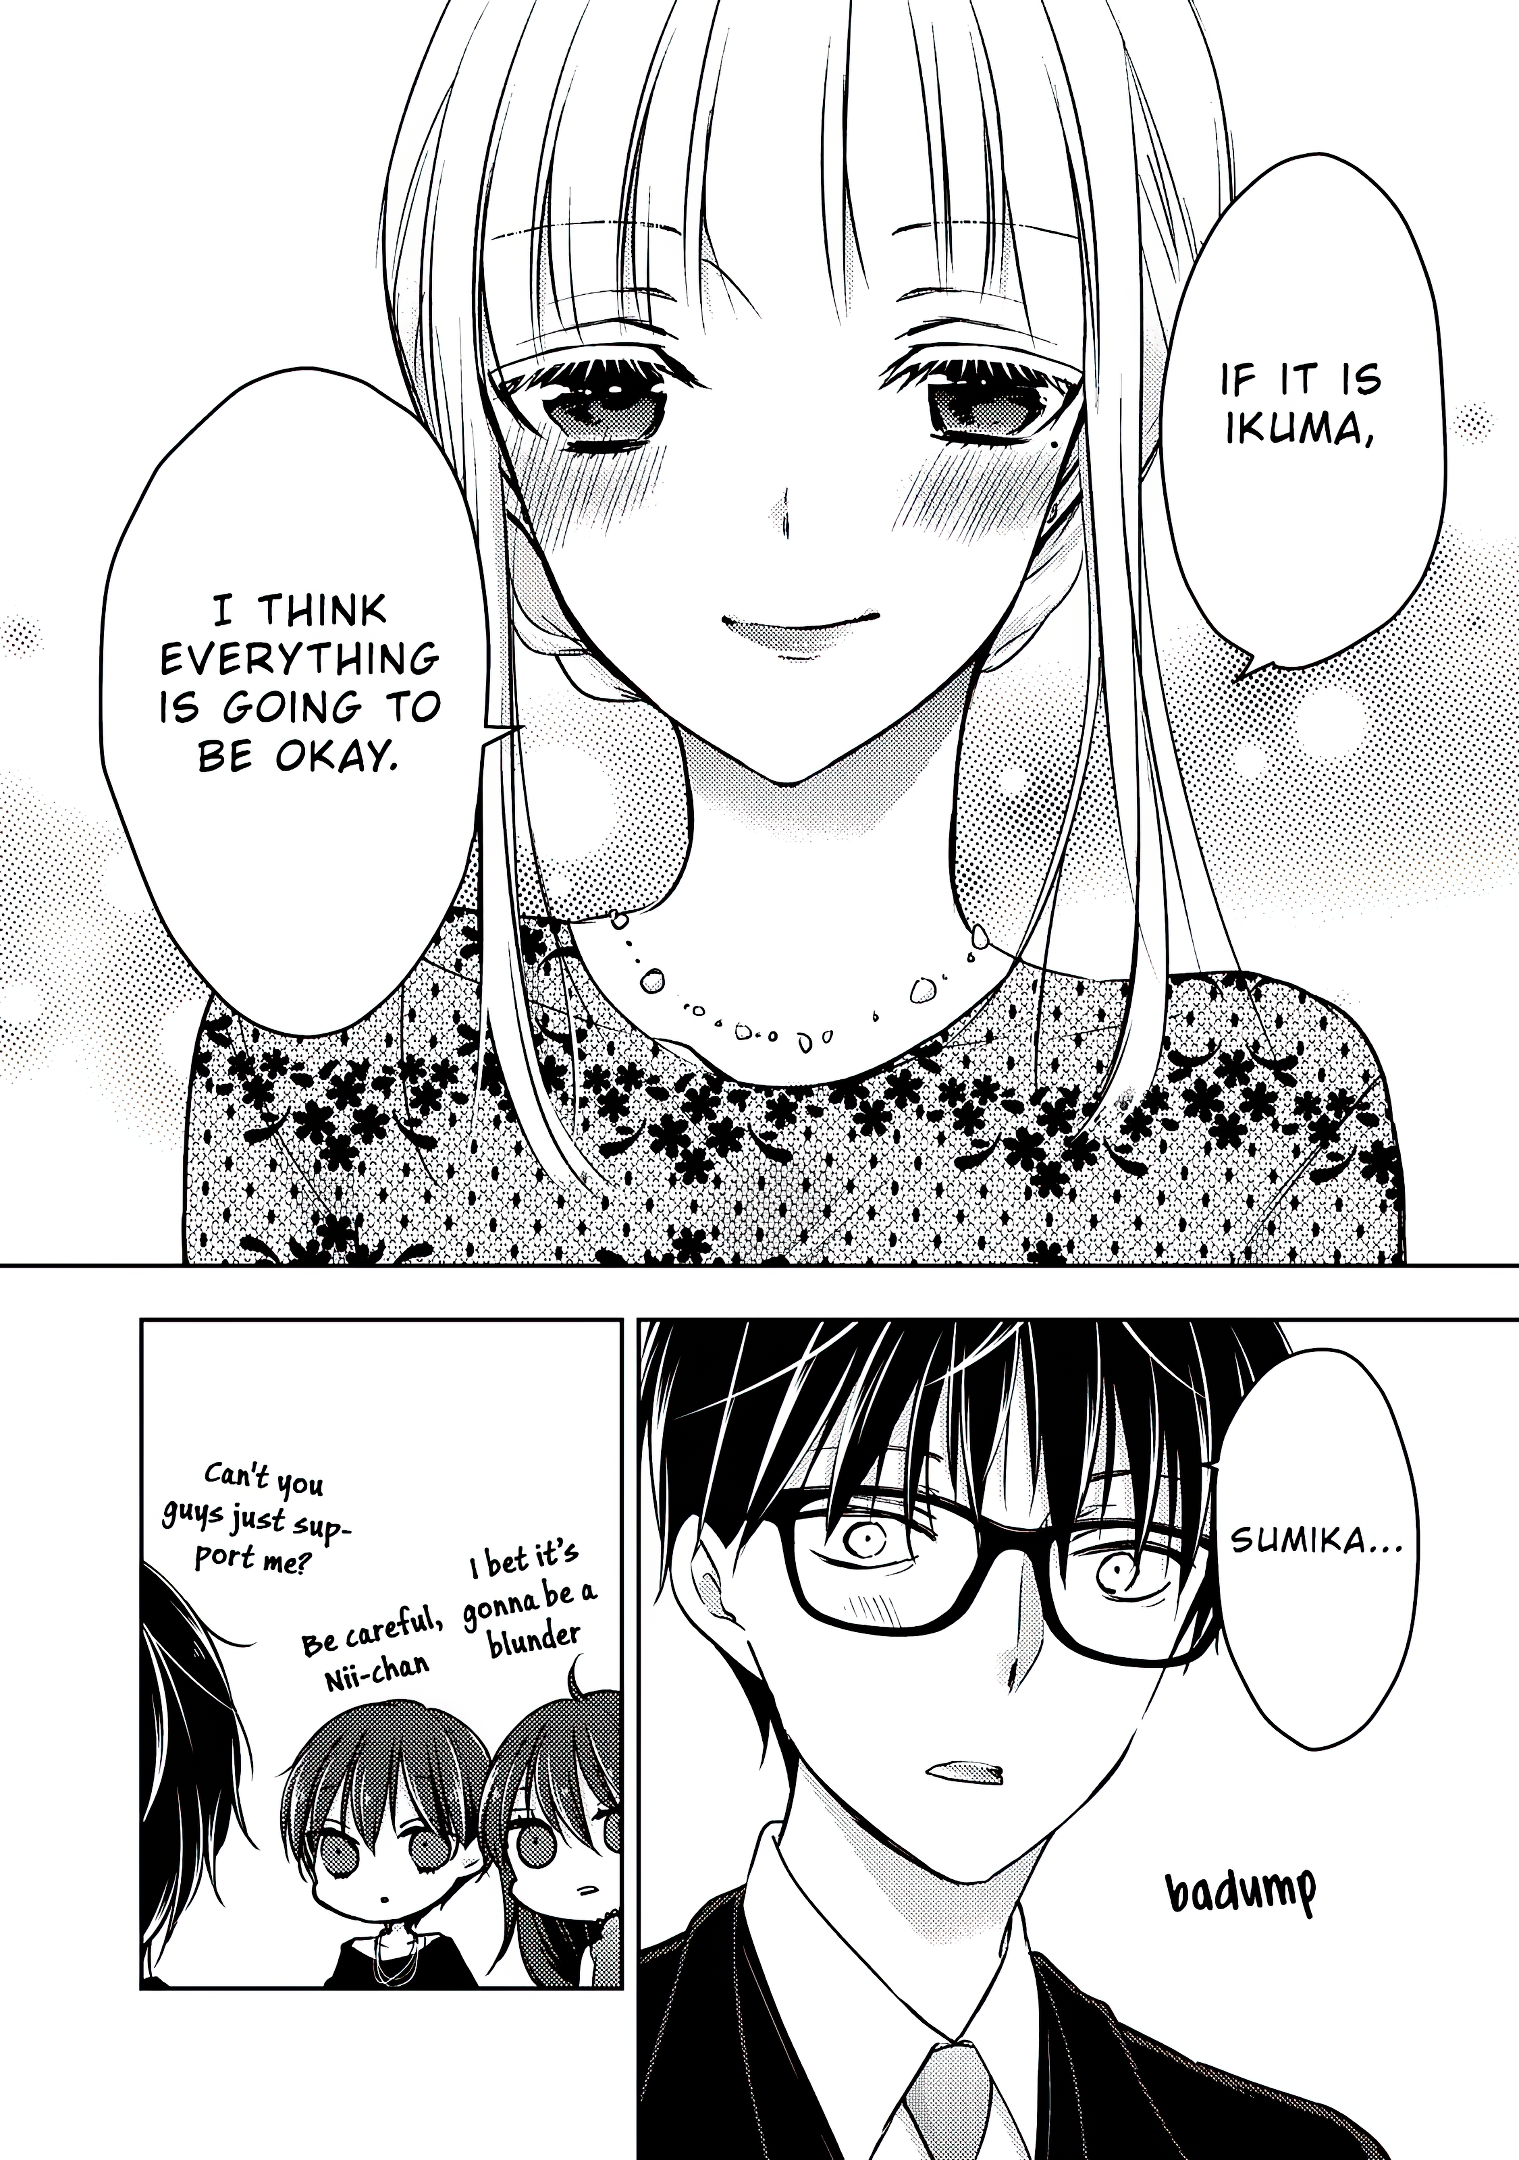 IF IT IS
IKUMA,
I THINK
EVERYTHING
IS GOING TO
BE OKAY.
SUMIKA...
badump
I bet it's
gonna be a
blunder
Be careful,
Nii-chan
Can't you
guys just sup-
port me?